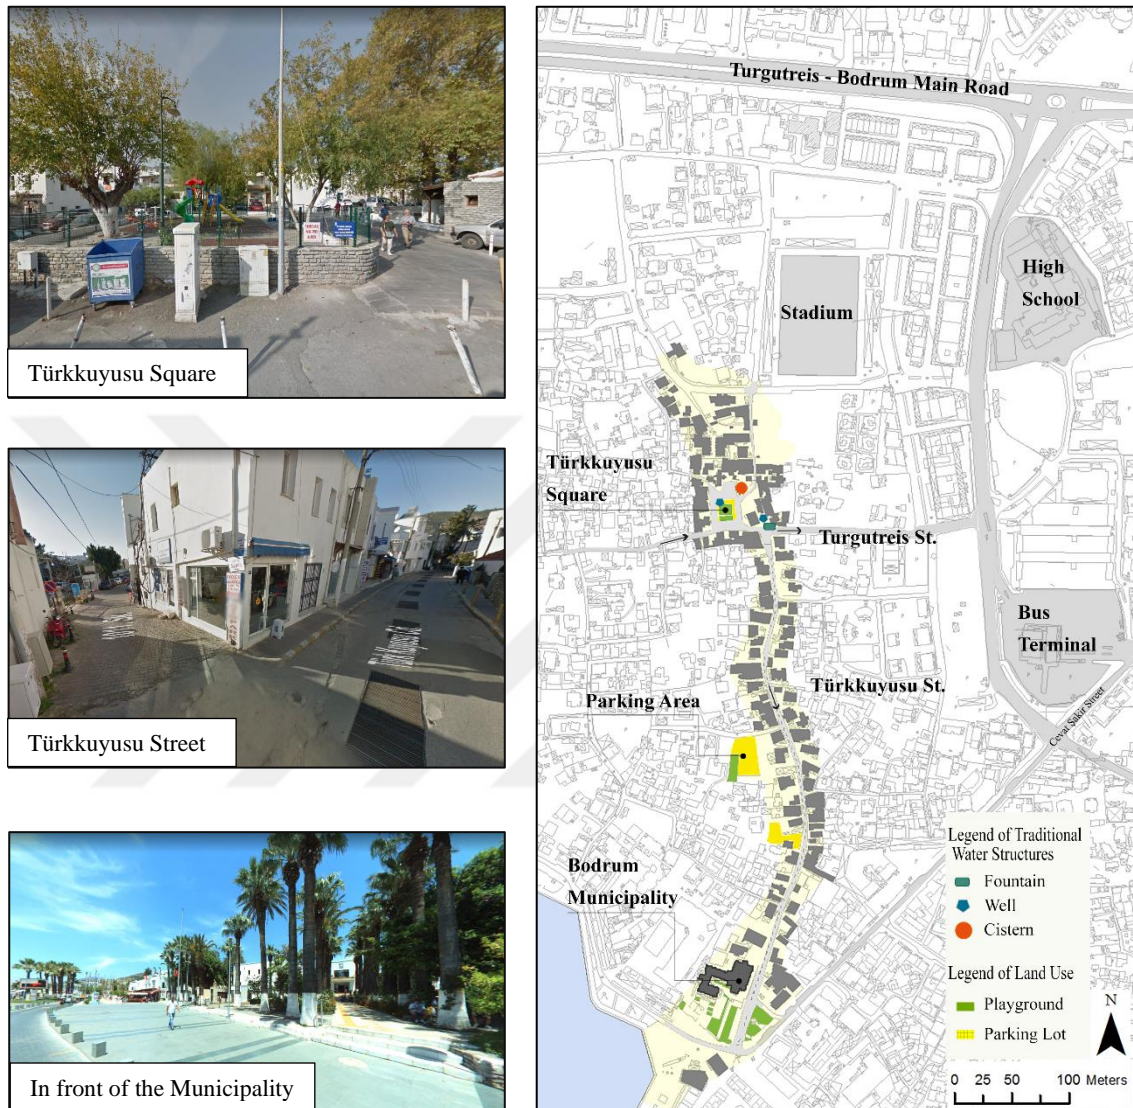 Türkkuyusu Square
Türkkuyusu Street
In front of the Municipality
Turgutreis - Bodrum Main Road
High
School
Stadium
Türkkuyusu
Square
Turgutreis St.
Bus
Terminal
Türkkuyusu St.
Parking Area
Cevat Şakir Street
Bodrum
Municipality
Legend of Traditional
Water Structures
Fountain
Well
Cistern
Legend of Land Use
Playground
Parking Lot
N
0 25 50 100 Meters